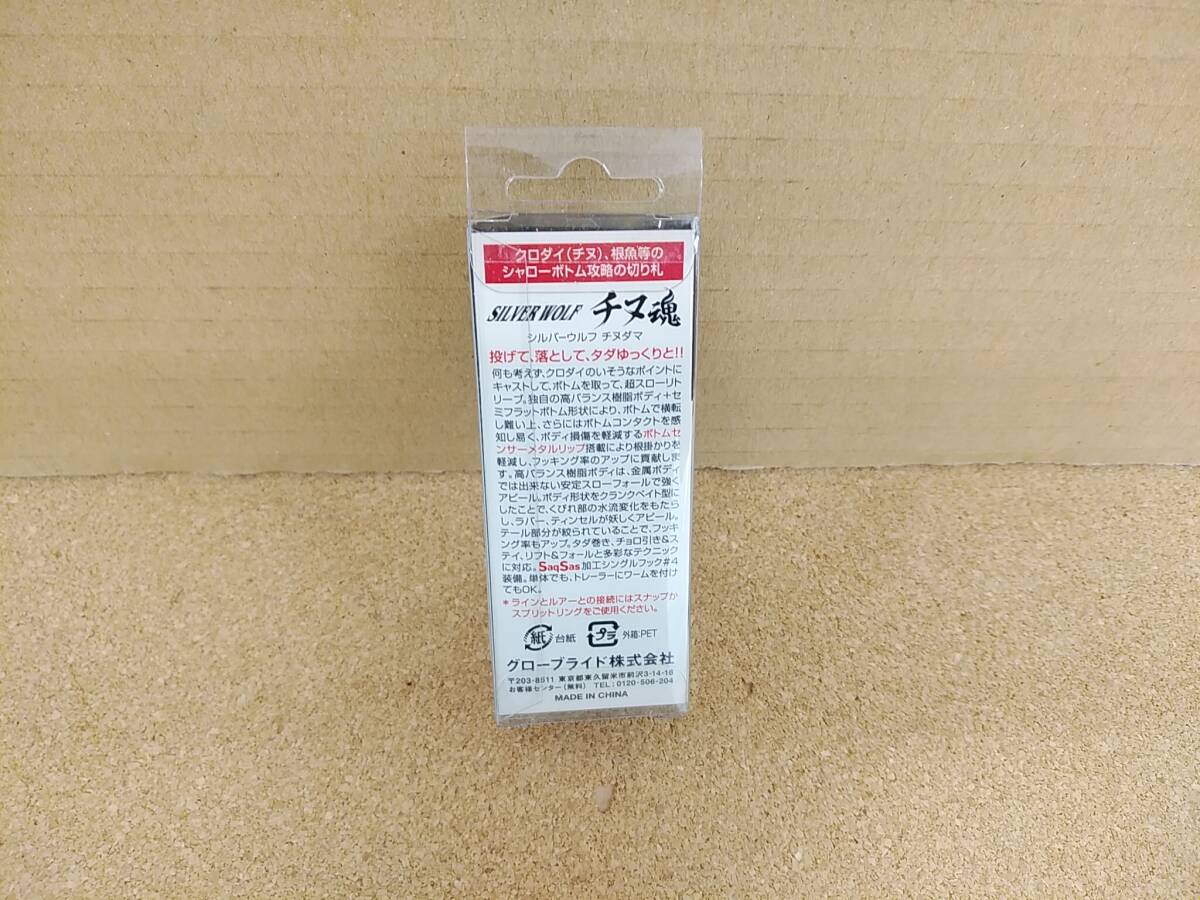 クロダイ(チヌ)、根魚等の
シャローボトム攻略の切り札
SILVER WOLF チヌ魂
シルバーウルフ チヌダマ
投げて、落として、タダゆっくりと!!
何も考えず、クロダイのいそうなポイントに
キャストして、ボトムを取って、超スローリト
リーブ。独自の高バランス樹脂ボディ+セ
ミフラットボトム形状により、ボトムで横転
し難い上、さらにはボトムコンタクトを感
知し易く、ボディ損傷を軽減するボトムセ
ンサーメタルリップ搭載により根掛かりを
軽減し、フッキング率のアップに貢献しま
す。高バランス樹脂ボディは、金属ボディ
では出来ない安定スローフォールで強く
アピール。ボディ形状をクランクベイト型に
したことで、くびれ部の水流変化をもたら
し、ラバー、ティンセルが妖しくアピール。
テール部分が絞られていることで、フッキ
ング率もアップ。タダ巻き、チョロ引き&ス
テイ、リフト&フォールと多彩なテクニック
に対応。SaqSas加工シングルフック#4
装備。単体でも、トレーラーにワームを付け
てもOK。
*ラインとルアーとの接続にはスナップか
スプリットリングをご使用ください。
紙 台紙 プラ 外箱:PET
グローブライド株式会社
〒203-8511 東京都東久留米市前沢3-14-16
お客様センター(無料) TEL:0120-506-204
MADE IN CHINA